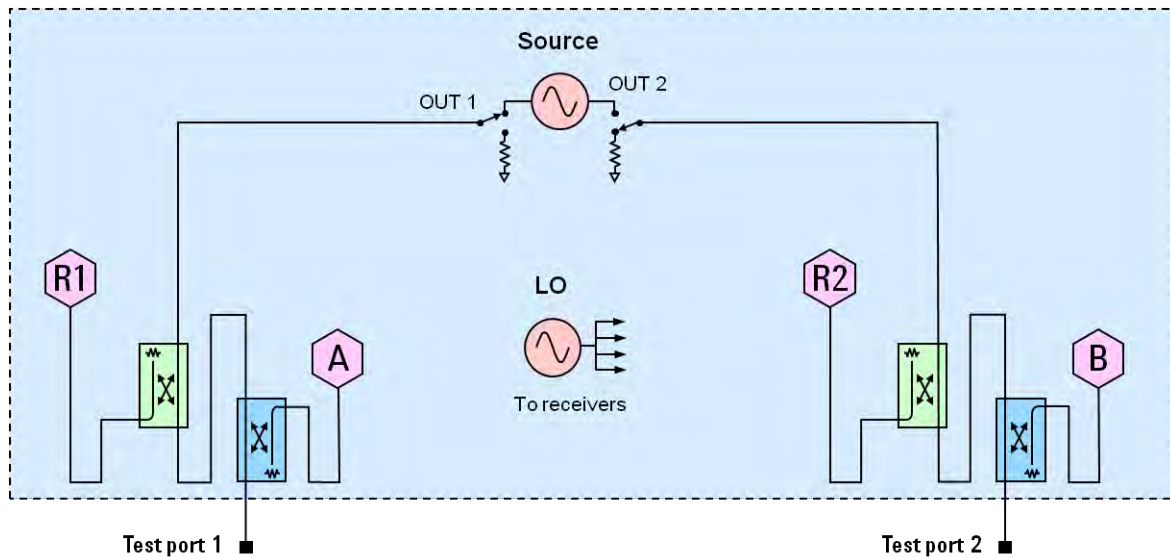 Source
OUT 1
OUT 2
R1
A
LO
To receivers
R2
B
Test port 1
Test port 2